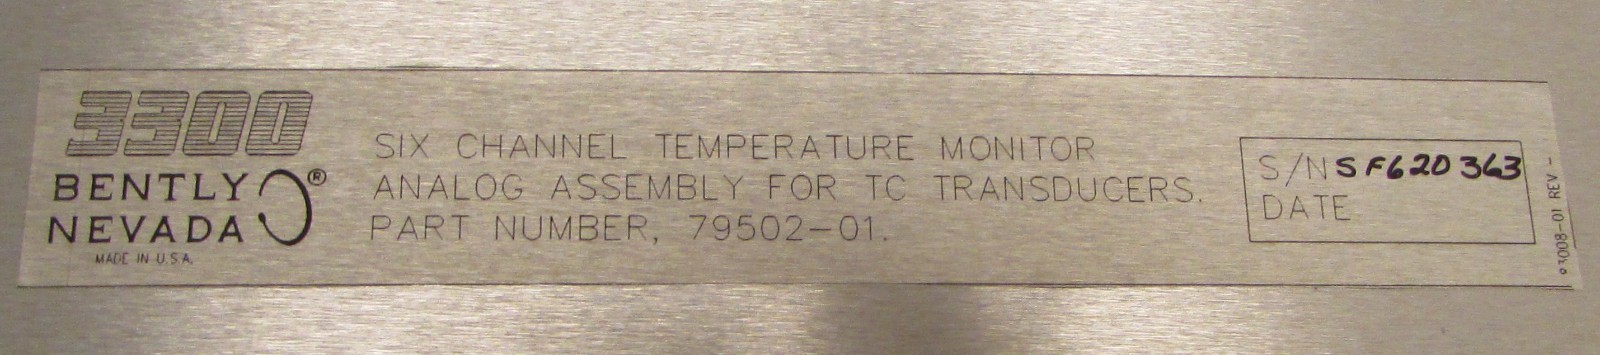 3300
BENTLY
NEVADA ®
MADE IN U.S.A.
SIX CHANNEL TEMPERATURE MONITOR
ANALOG ASSEMBLY FOR TC TRANSDUCERS.
PART NUMBER, 79502-01.
S/N SF620363
DATE
REV -